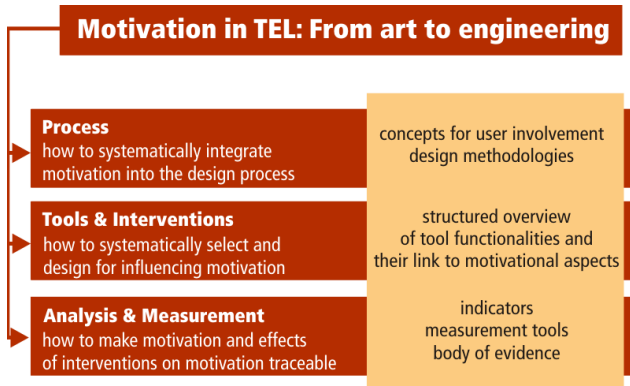 Motivation in TEL: From art to engineering
Process
how to systematically integrate
motivation into the design process
concepts for user involvement
design methodologies
Tools & Interventions
how to systematically select and
design for influencing motivation
structured overview
of tool functionalities and
their link to motivational aspects
Analysis & Measurement
how to make motivation and effects
of interventions on motivation traceable
indicators
measurement tools
body of evidence